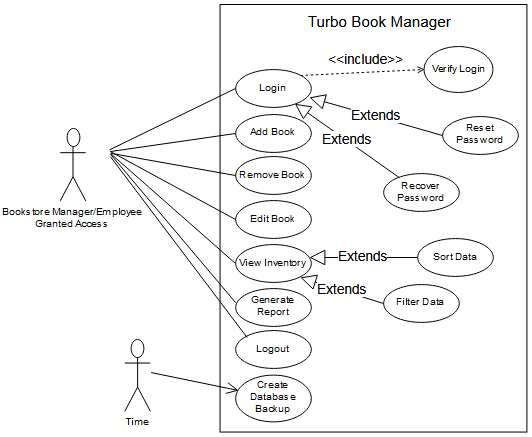 Turbo Book Manager
<<include>>
Verify Login
Login
Extends
Reset
Password
Add Book
Extends
Remove Book
Recover
Password
Bookstore Manager/Employee
Granted Access
Edit Book
View Inventory
Extends
Sort Data
Extends
Filter Data
Generate
Report
Logout
Create
Database
Backup
Time